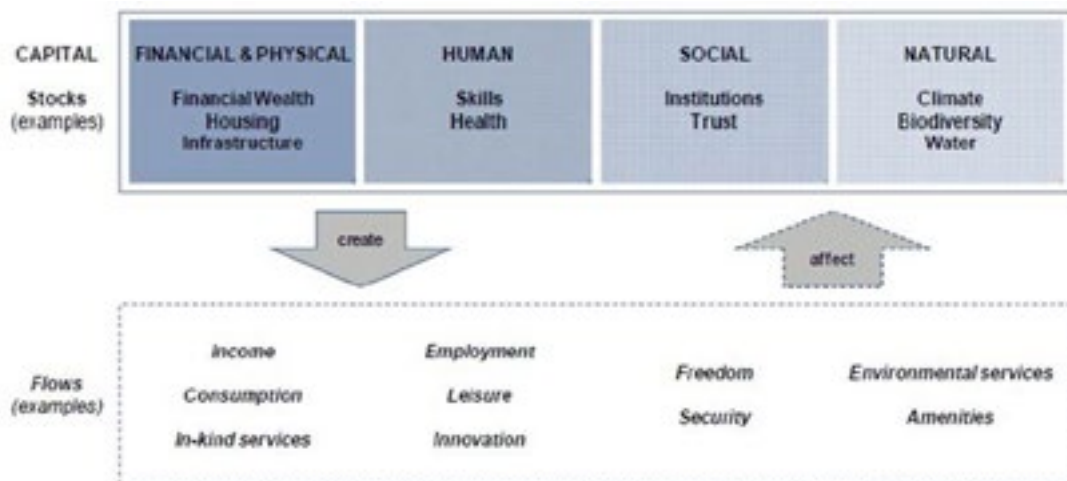 CAPITAL
FINANCIAL & PHYSICAL
HUMAN
SOCIAL
NATURAL
Stocks
(examples)
Financial Wealth
Housing
Infrastructure
Skills
Health
Institutions
Trust
Climate
Biodiversity
Water
create
affect
Flows
(examples)
Income
Consumption
In-kind services
Employment
Leisure
Innovation
Freedom
Security
Environmental services
Amenities